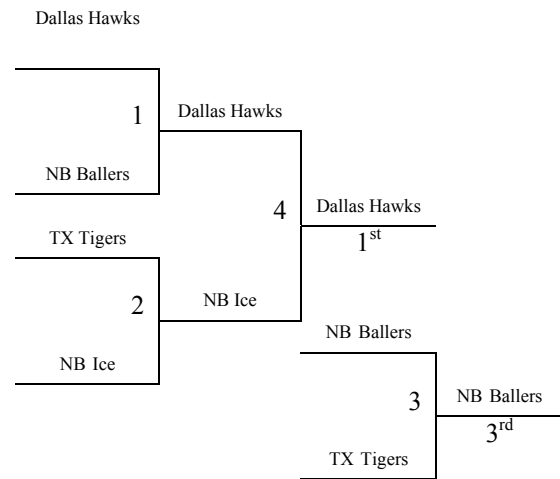 Dallas Hawks
1
Dallas Hawks
NB Ballers
4
Dallas Hawks
1st
TX Tigers
2
NB Ice
NB Ice
NB Ballers
3
NB Ballers
3rd
TX Tigers